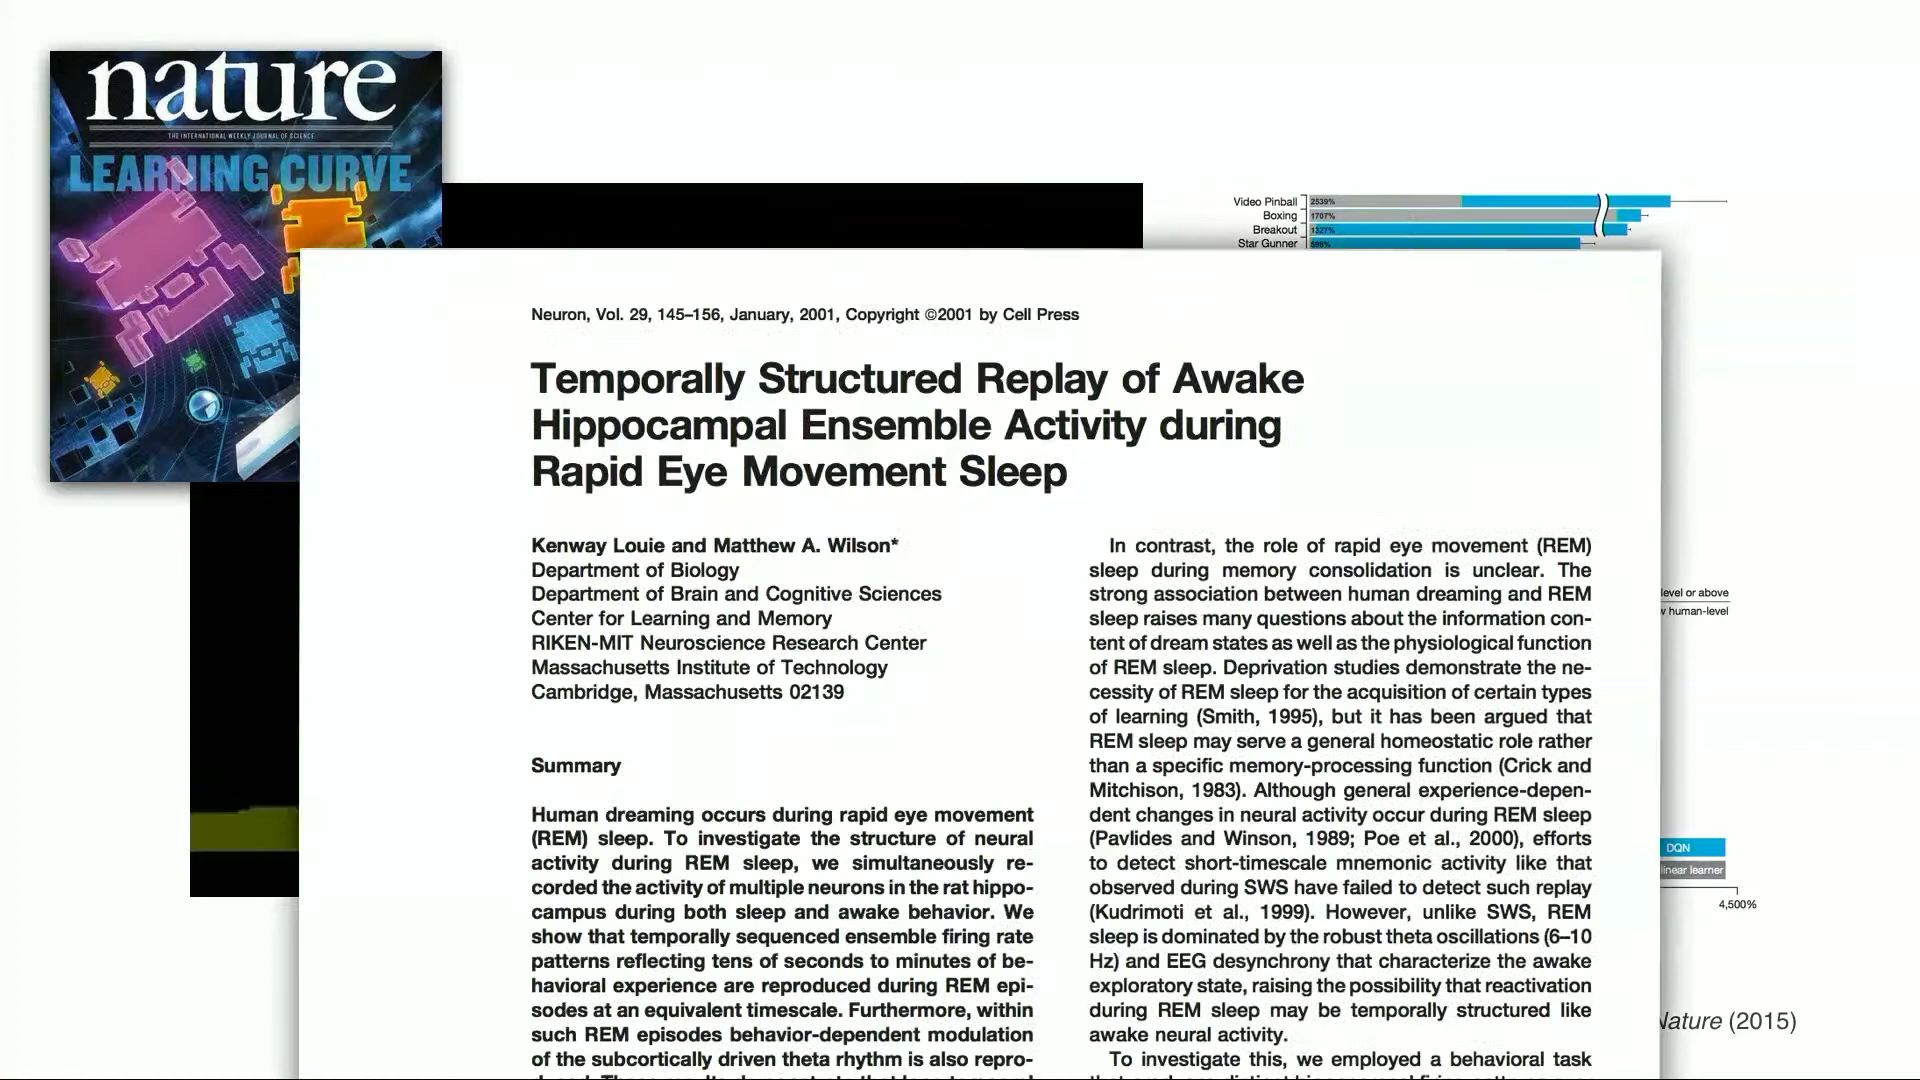 nature
THE INTERNATIONAL WEEKLY JOURNAL OF SCIENCE
LEARNING CURVE
Video Pinball
2539%
Boxing
1707%
Breakout
1327%
Star Gunner
598%
Neuron, Vol. 29, 145–156, January, 2001, Copyright ©2001 by Cell Press
Temporally Structured Replay of Awake
Hippocampal Ensemble Activity during
Rapid Eye Movement Sleep
Kenway Louie and Matthew A. Wilson*
Department of Biology
Department of Brain and Cognitive Sciences
Center for Learning and Memory
RIKEN-MIT Neuroscience Research Center
Massachusetts Institute of Technology
Cambridge, Massachusetts 02139
Summary
Human dreaming occurs during rapid eye movement
(REM) sleep. To investigate the structure of neural
activity during REM sleep, we simultaneously re-
corded the activity of multiple neurons in the rat hippo-
campus during both sleep and awake behavior. We
show that temporally sequenced ensemble firing rate
patterns reflecting tens of seconds to minutes of be-
havioral experience are reproduced during REM epi-
sodes at an equivalent timescale. Furthermore, within
such REM episodes behavior-dependent modulation
of the subcortically driven theta rhythm is also repro-
In contrast, the role of rapid eye movement (REM)
sleep during memory consolidation is unclear. The
strong association between human dreaming and REM
sleep raises many questions about the information con-
tent of dream states as well as the physiological function
of REM sleep. Deprivation studies demonstrate the ne-
cessity of REM sleep for the acquisition of certain types
of learning (Smith, 1995), but it has been argued that
REM sleep may serve a general homeostatic role rather
than a specific memory-processing function (Crick and
Mitchison, 1983). Although general experience-depen-
dent changes in neural activity occur during REM sleep
(Pavlides and Winson, 1989; Poe et al., 2000), efforts
to detect short-timescale mnemonic activity like that
observed during SWS have failed to detect such replay
(Kudrimoti et al., 1999). However, unlike SWS, REM
sleep is dominated by the robust theta oscillations (6–10
Hz) and EEG desynchrony that characterize the awake
exploratory state, raising the possibility that reactivation
during REM sleep may be temporally structured like
awake neural activity.
To investigate this, we employed a behavioral task
level or above
human-level
DQN
linear learner
4,500%
Nature (2015)